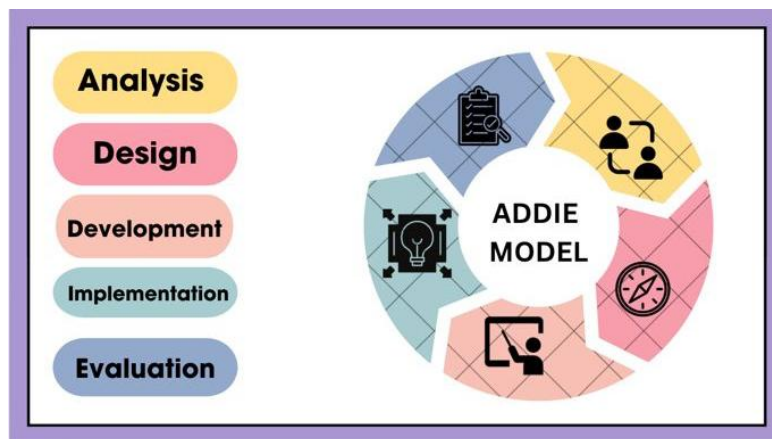 Analysis
Design
Development
Implementation
Evaluation
ADDIE
MODEL